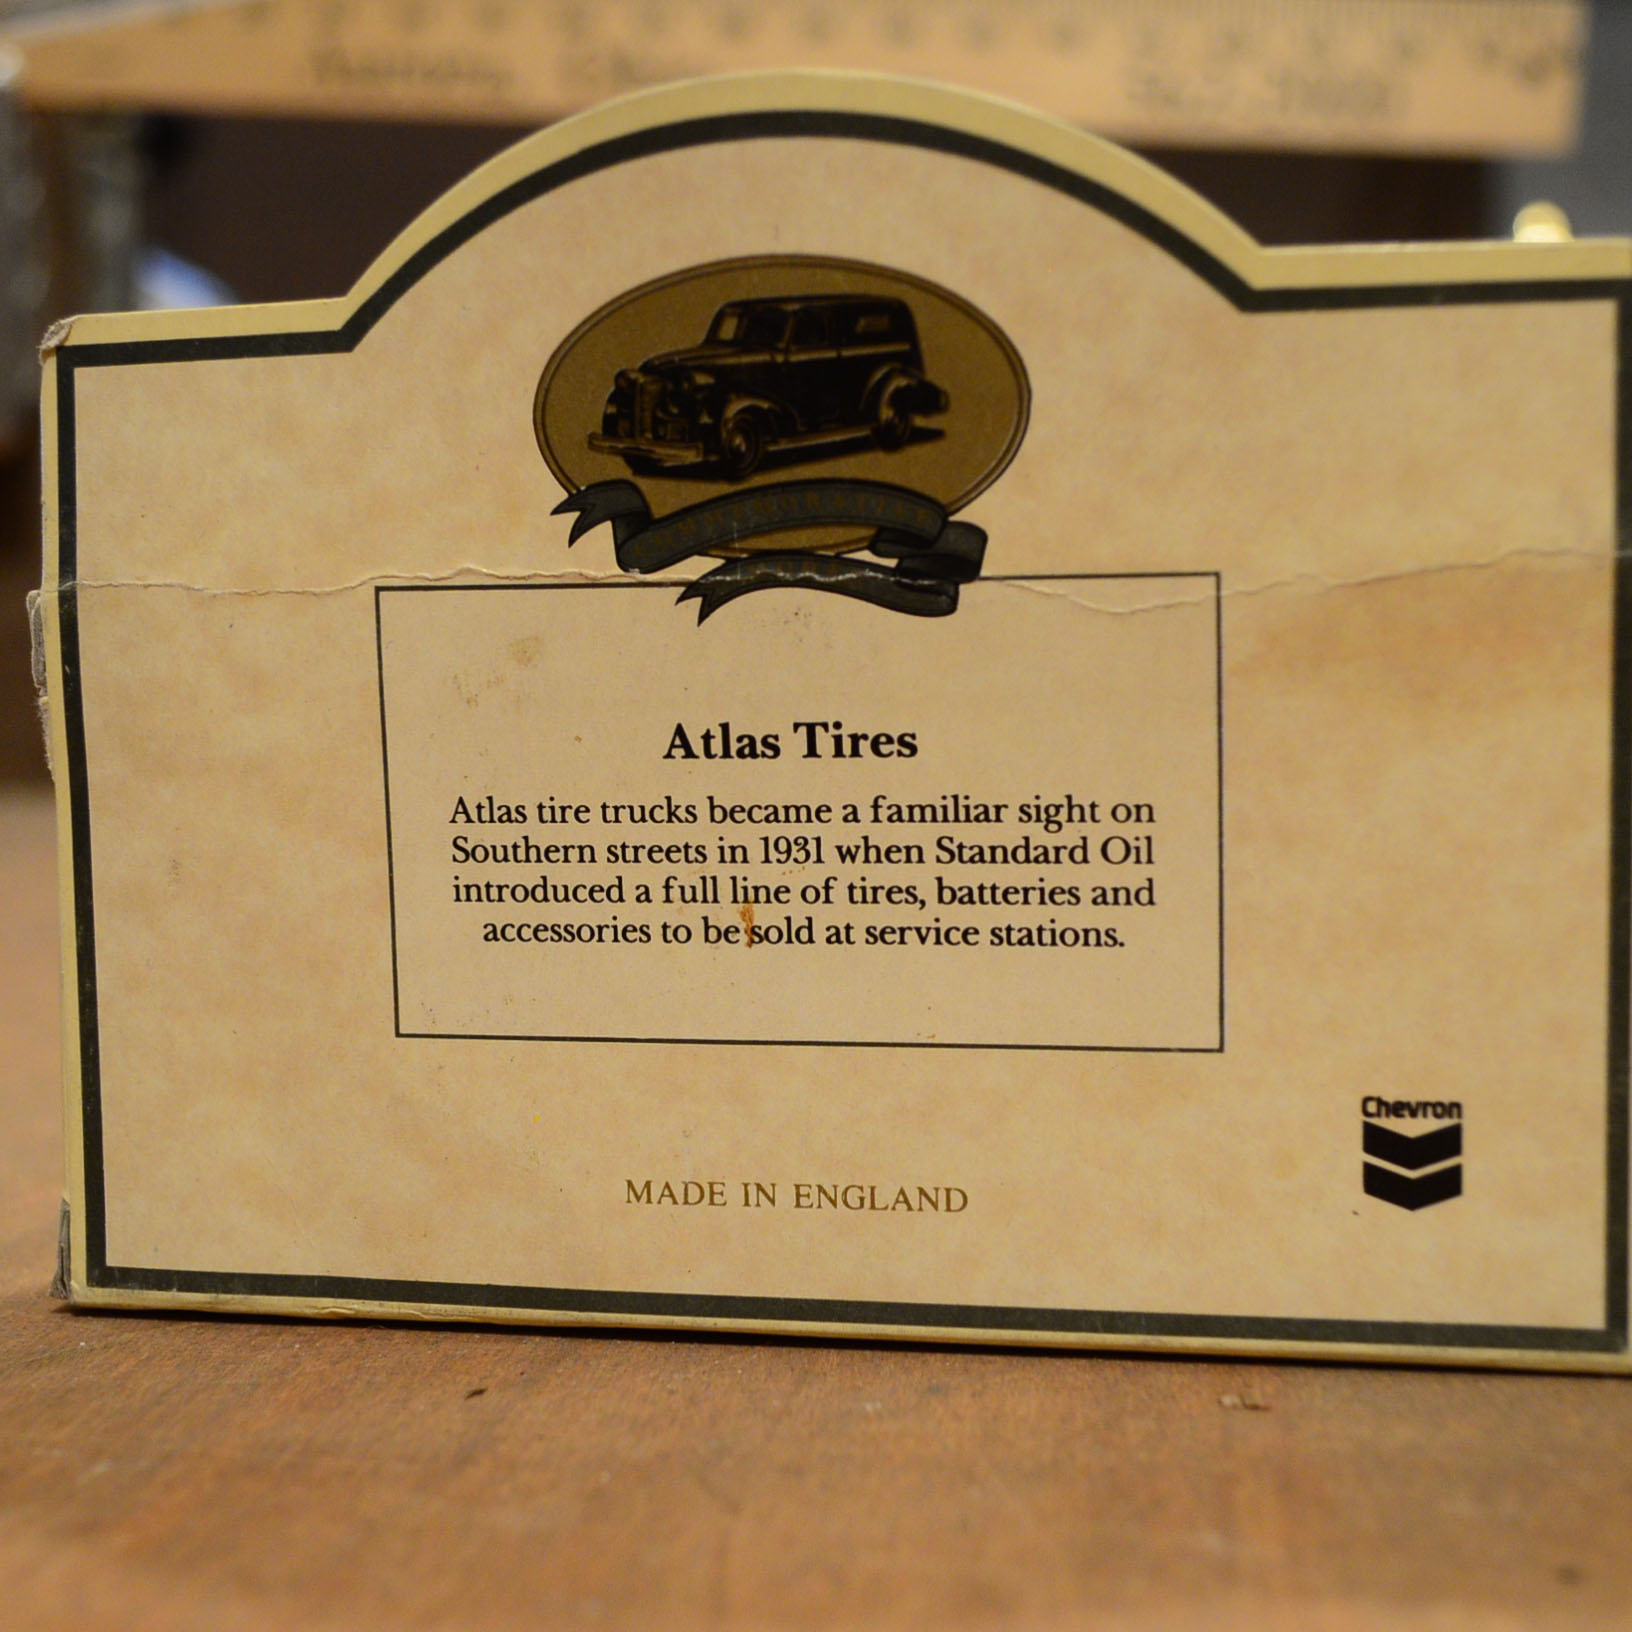 COMMEMORATIVE
Atlas Tires
Atlas tire trucks became a familiar sight on
Southern streets in 1931 when Standard Oil
introduced a full line of tires, batteries and
accessories to be sold at service stations.
Chevron
MADE IN ENGLAND